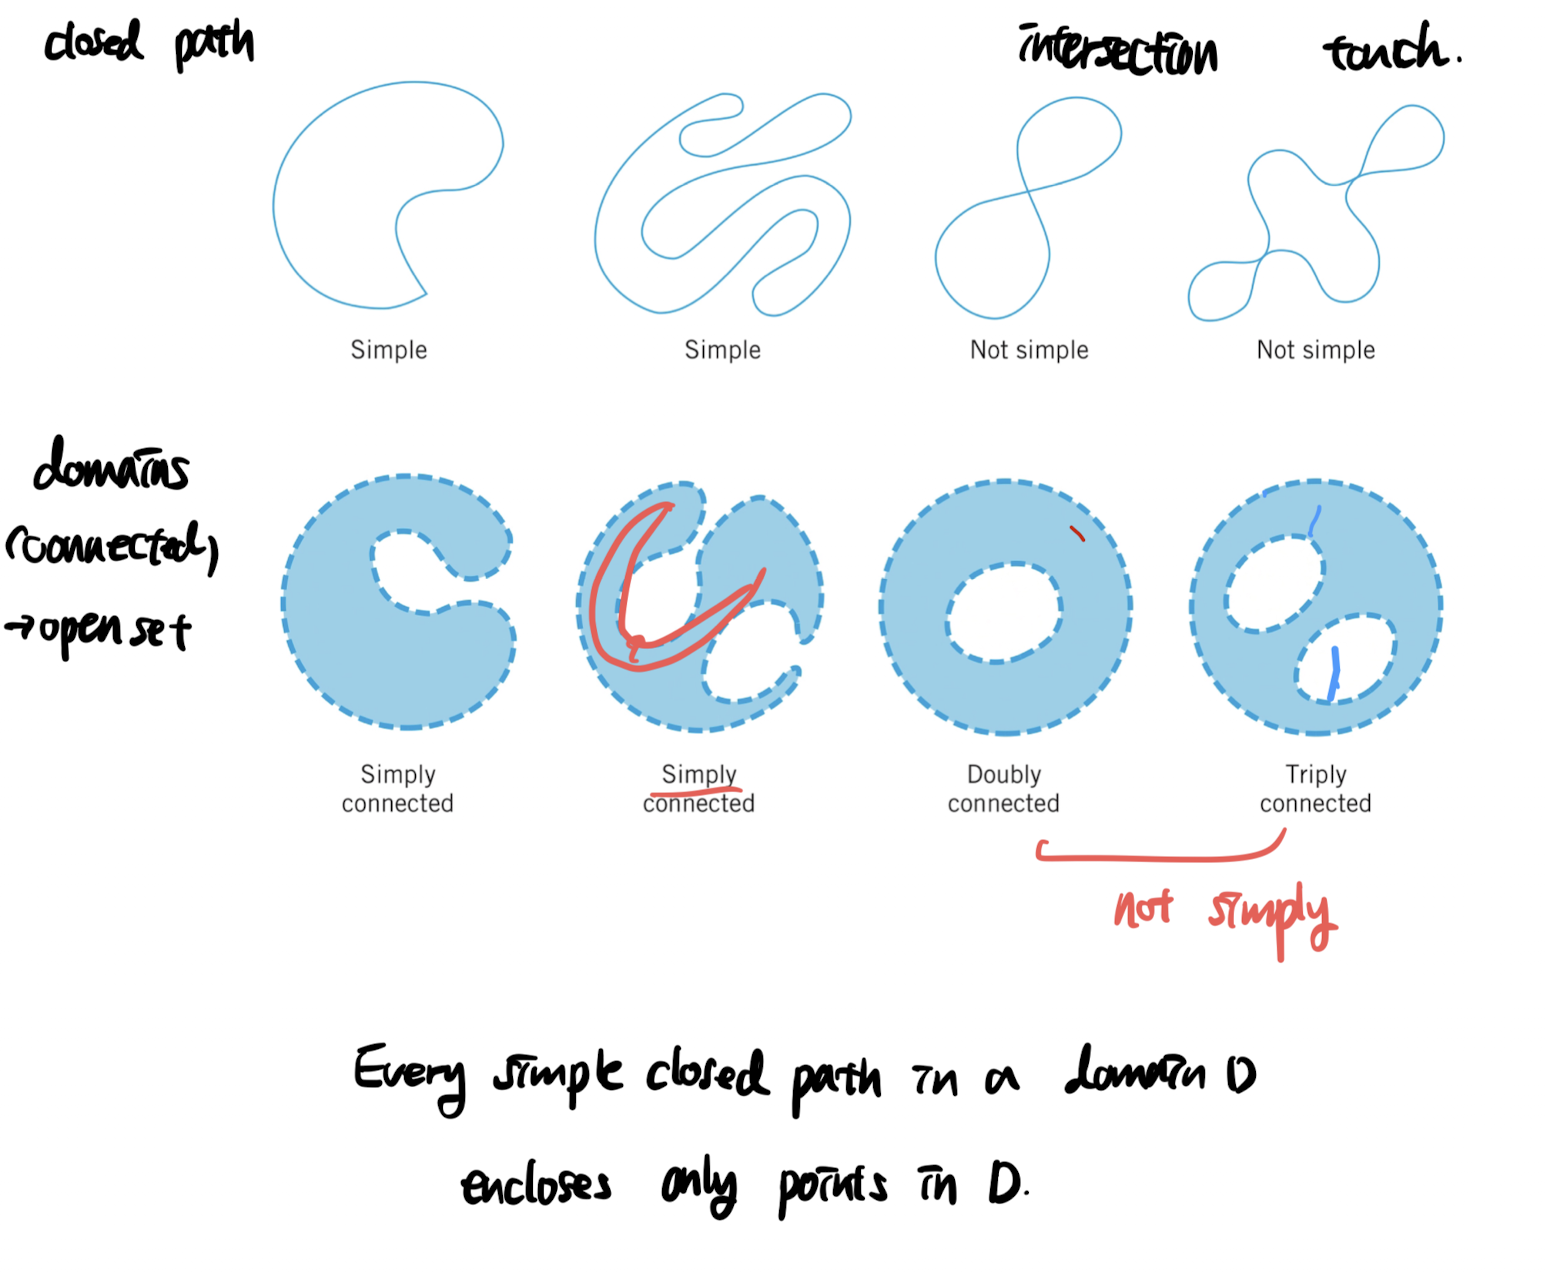 closed path
intersection touch.
Simple Simple Not simple Not simple
domains
(connected)
→ open set
Simply connected
Simply connected
Doubly connected
Triply connected
not simply
Every simple closed path in a domain D
encloses only points in D.